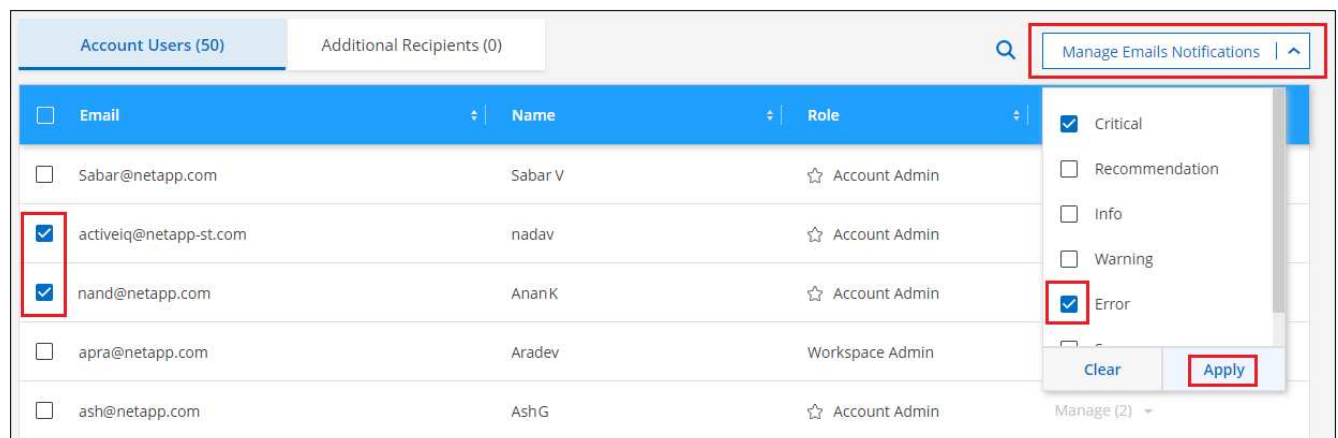 Account Users (50) Additional Recipients (0) Manage Emails Notifications
Email Name Role
Critical
Sabar@netapp.com Sabar V Account Admin
Recommendation
Info
activeiq@netapp-st.com nadav Account Admin
Warning
nand@netapp.com AnanK Account Admin
Error
apra@netapp.com Aradev Workspace Admin
Clear Apply
ash@netapp.com AshG Account Admin Manage (2)